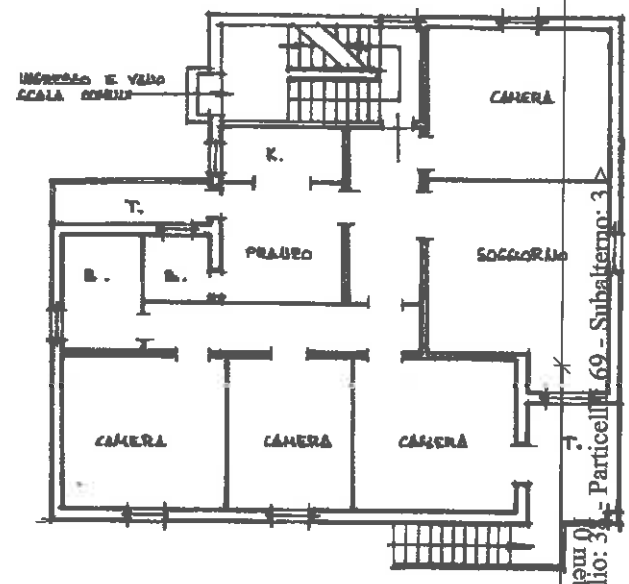 INGRESSO E VANO
SCALA COMUNE
CAMERA
K.
T.
PRANZO
SOGGIORNO
B.
B.
CAMERA
CAMERA
CAMERA
T.
- Particella: 69 - Subalterno: 3 >